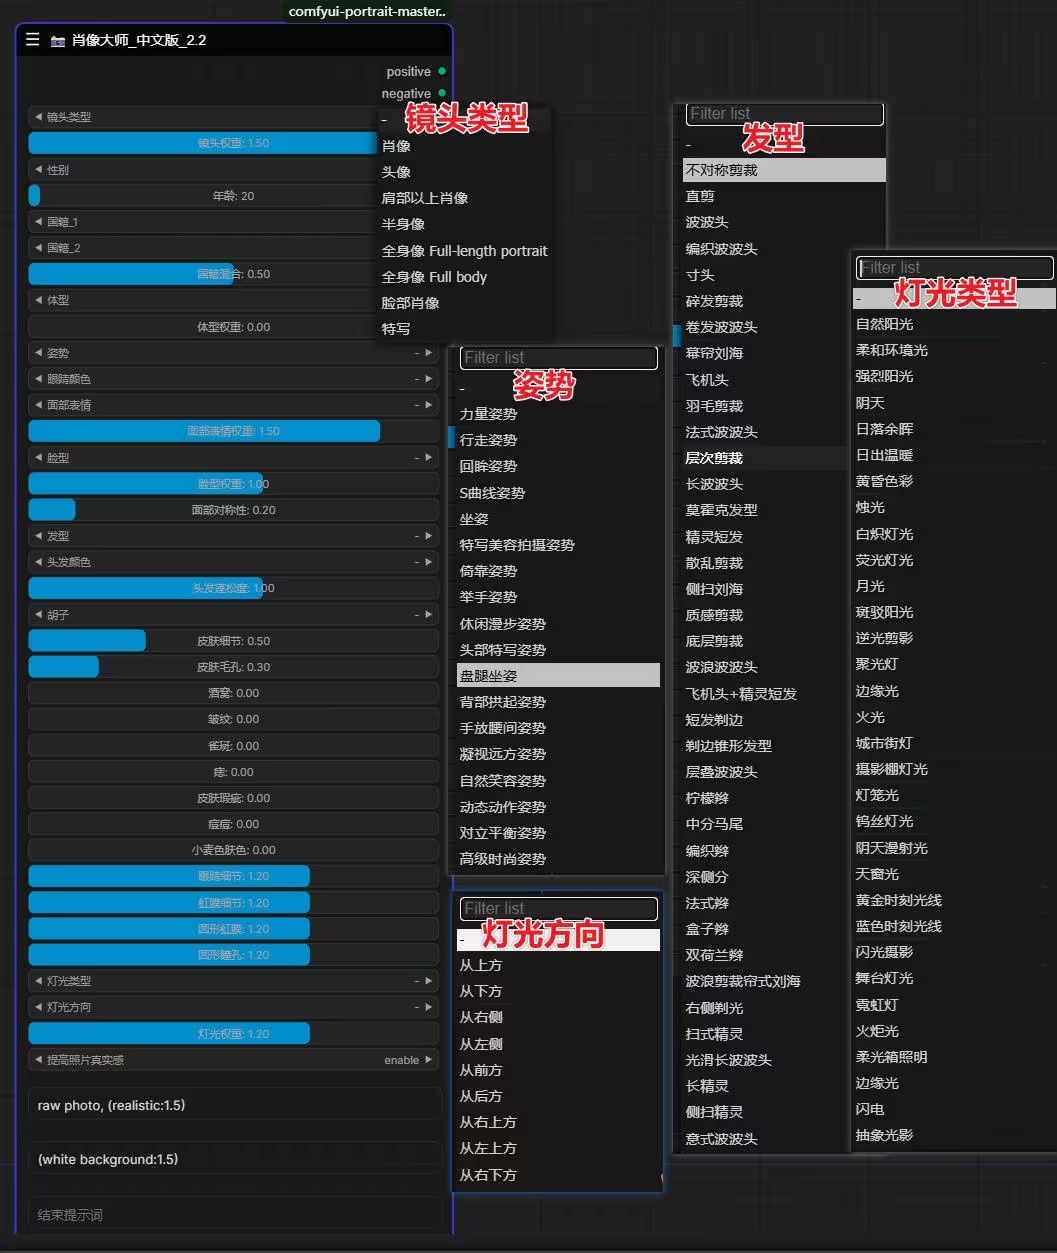 comfyui-portrait-master..
肖像大师_中文版_2.2
positive
negative
镜头类型
镜头权重: 1.50
性别
年龄: 20
国籍_1
国籍_2
国籍混合: 0.50
体型
体型权重: 0.00
姿势 -
眼睛颜色 -
面部表情 -
面部表情权重: 1.50
脸型 -
脸型权重: 1.00
面部对称性: 0.20
发型 -
头发颜色 -
头发蓬松度: 1.00
胡子 -
皮肤细节: 0.50
皮肤毛孔: 0.30
酒窝: 0.00
皱纹: 0.00
雀斑: 0.00
痣: 0.00
皮肤瑕疵: 0.00
痘痘: 0.00
小麦色肤色: 0.00
眼睛细节: 1.20
虹膜细节: 1.20
圆形虹膜: 1.20
圆形瞳孔: 1.20
灯光类型 -
灯光方向 -
灯光权重: 1.20
提高照片真实感 enable
raw photo, (realistic:1.5)
(white background:1.5)
结束提示词
- 镜头类型
肖像
头像
肩部以上肖像
半身像
全身像 Full-length portrait
全身像 Full body
脸部肖像
特写
Filter list
- 姿势
力量姿势
行走姿势
回眸姿势
S曲线姿势
坐姿
特写美容拍摄姿势
倚靠姿势
举手姿势
休闲漫步姿势
头部特写姿势
盘腿坐姿
背部拱起姿势
手放腰间姿势
凝视远方姿势
自然笑容姿势
动态动作姿势
对立平衡姿势
高级时尚姿势
Filter list
- 灯光方向
从上方
从下方
从右侧
从左侧
从前方
从后方
从右上方
从左上方
从右下方
Filter list
- 发型
不对称剪裁
直剪
波波头
编织波波头
寸头
碎发剪裁
卷发波波头
幕帘刘海
飞机头
羽毛剪裁
法式波波头
层次剪裁
长波波头
莫霍克发型
精灵短发
散乱剪裁
侧扫刘海
质感剪裁
底层剪裁
波浪波波头
飞机头+精灵短发
短发剃边
剃边锥形发型
层叠波波头
柠檬辫
中分马尾
编织辫
深侧分
法式辫
盒子辫
双荷兰辫
波浪剪裁帘式刘海
右侧剃光
扫式精灵
光滑长波波头
长精灵
侧扫精灵
意式波波头
Filter list
- 灯光类型
自然阳光
柔和环境光
强烈阳光
阴天
日落余晖
日出温暖
黄昏色彩
烛光
白炽灯光
荧光灯光
月光
斑驳阳光
逆光剪影
聚光灯
边缘光
火光
城市街灯
摄影棚灯光
灯笼光
钨丝灯光
阴天漫射光
天窗光
黄金时刻光线
蓝色时刻光线
闪光摄影
舞台灯光
霓虹灯
火炬光
柔光箱照明
边缘光
闪电
抽象光影